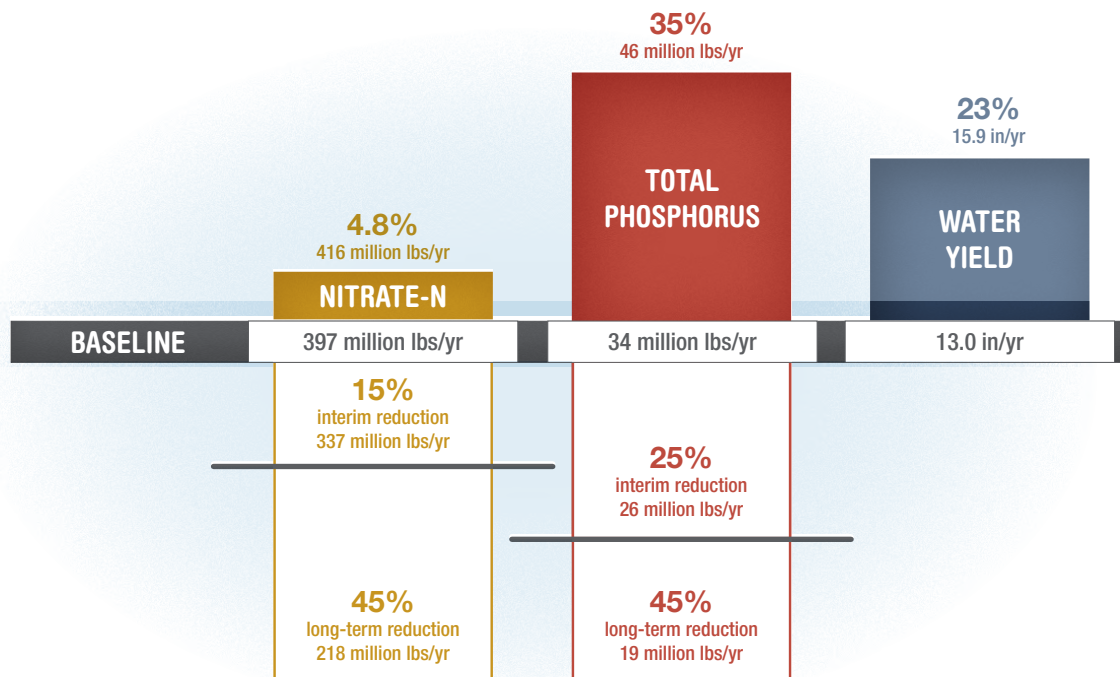 35%
46 million lbs/yr
23%
15.9 in/yr
4.8%
416 million lbs/yr
TOTAL
PHOSPHORUS
WATER
YIELD
NITRATE-N
BASELINE
397 million lbs/yr
34 million lbs/yr
13.0 in/yr
15%
interim reduction
337 million lbs/yr
25%
interim reduction
26 million lbs/yr
45%
long-term reduction
218 million lbs/yr
45%
long-term reduction
19 million lbs/yr